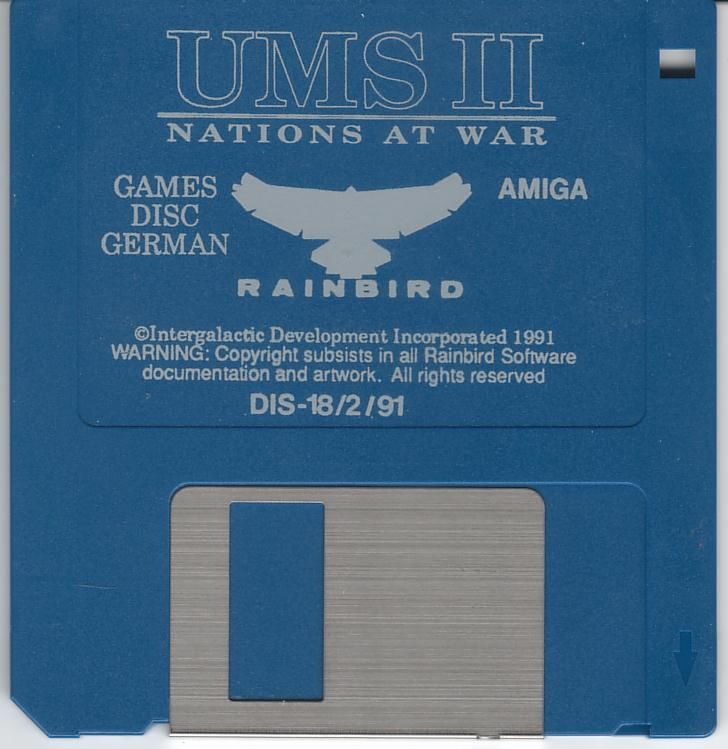 UMS II
NATIONS AT WAR
GAMES
DISC
GERMAN
AMIGA
RAINBIRD
©Intergalactic Development Incorporated 1991
WARNING: Copyright subsists in all Rainbird Software
documentation and artwork. All rights reserved
DIS-18/2/91